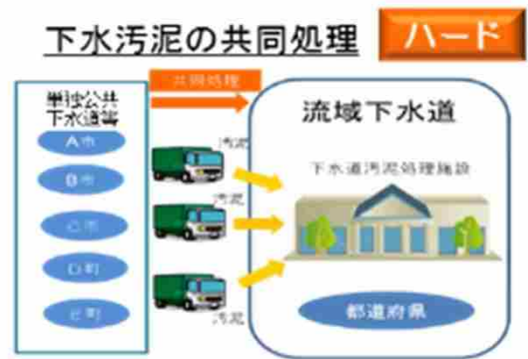 下水汚泥の共同処理
ハード
共同処理
単独公共
下水道等
A市
B市
C市
D町
E町
汚泥
汚泥
汚泥
流域下水道
下水道汚泥処理施設
都道府県